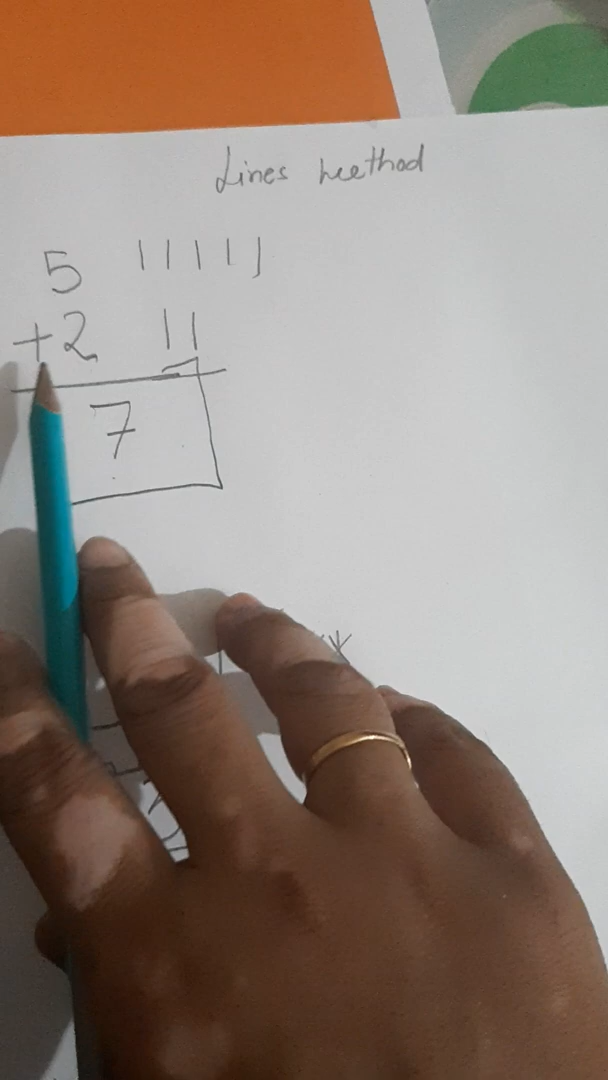 Lines Method
5 | | | | |
+2 | |
7